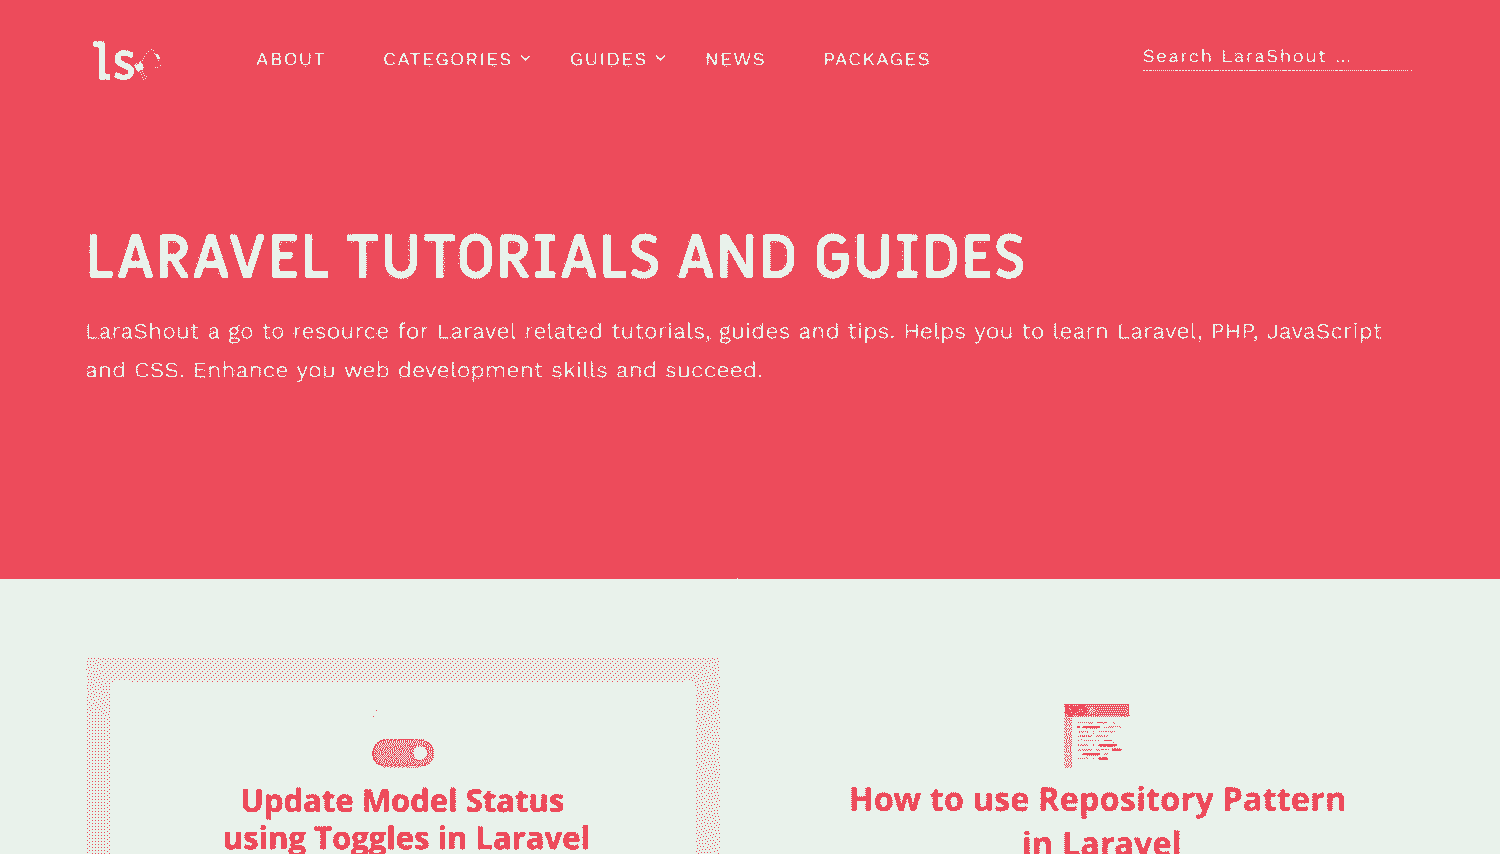 ls
ABOUT CATEGORIES GUIDES NEWS PACKAGES Search LaraShout ...
LARAVEL TUTORIALS AND GUIDES
LaraShout a go to resource for Laravel related tutorials, guides and tips. Helps you to learn Laravel, PHP, JavaScript
and CSS. Enhance you web development skills and succeed.
Update Model Status
using Toggles in Laravel
How to use Repository Pattern
in Laravel